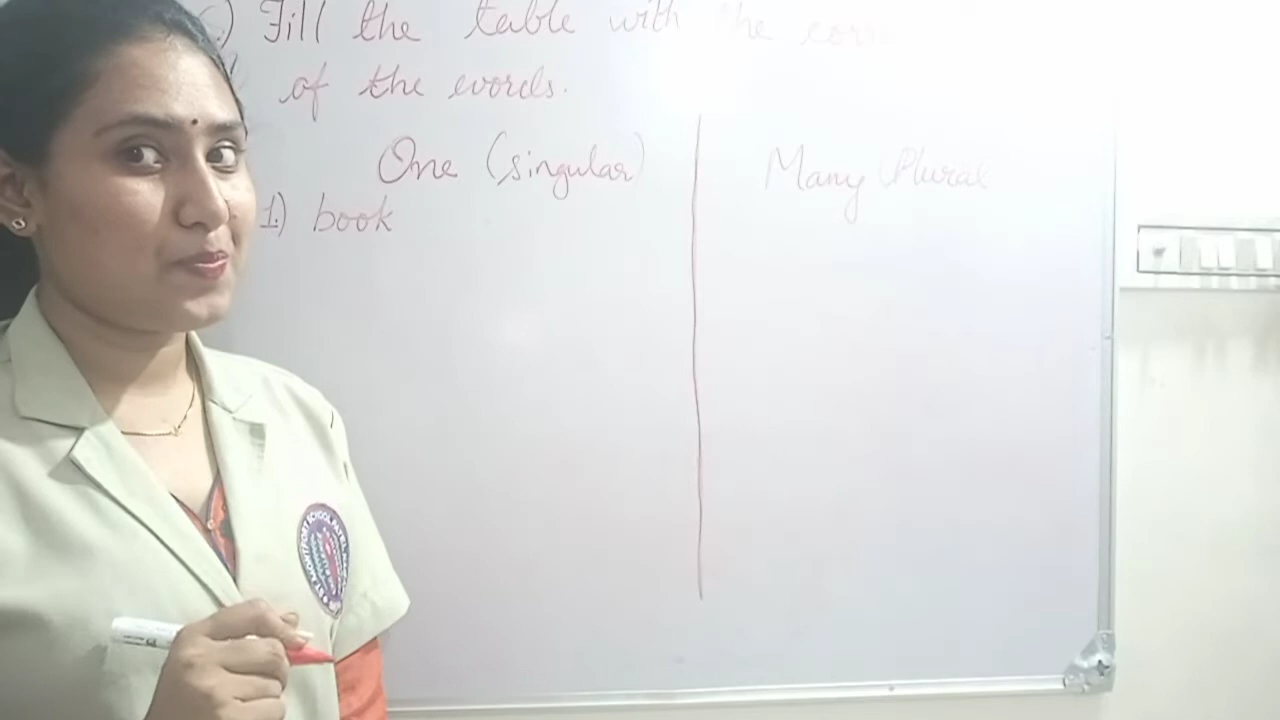 Fill the table with the
of the words.
One (singular) Many (Plural
1.) book